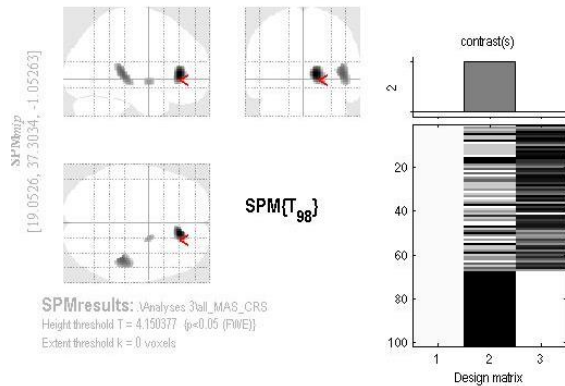 contrast(s)
2
SPMmip
[19.0526, 37.3034, -1.05263]
SPM{T98}
20
40
60
80
100
1 2 3
Design matrix
SPMresults: .\Analyses 3\all_MAS_CRS
Height threshold T = 4.150377 {p<0.05 (FWE)}
Extent threshold k = 0 voxels